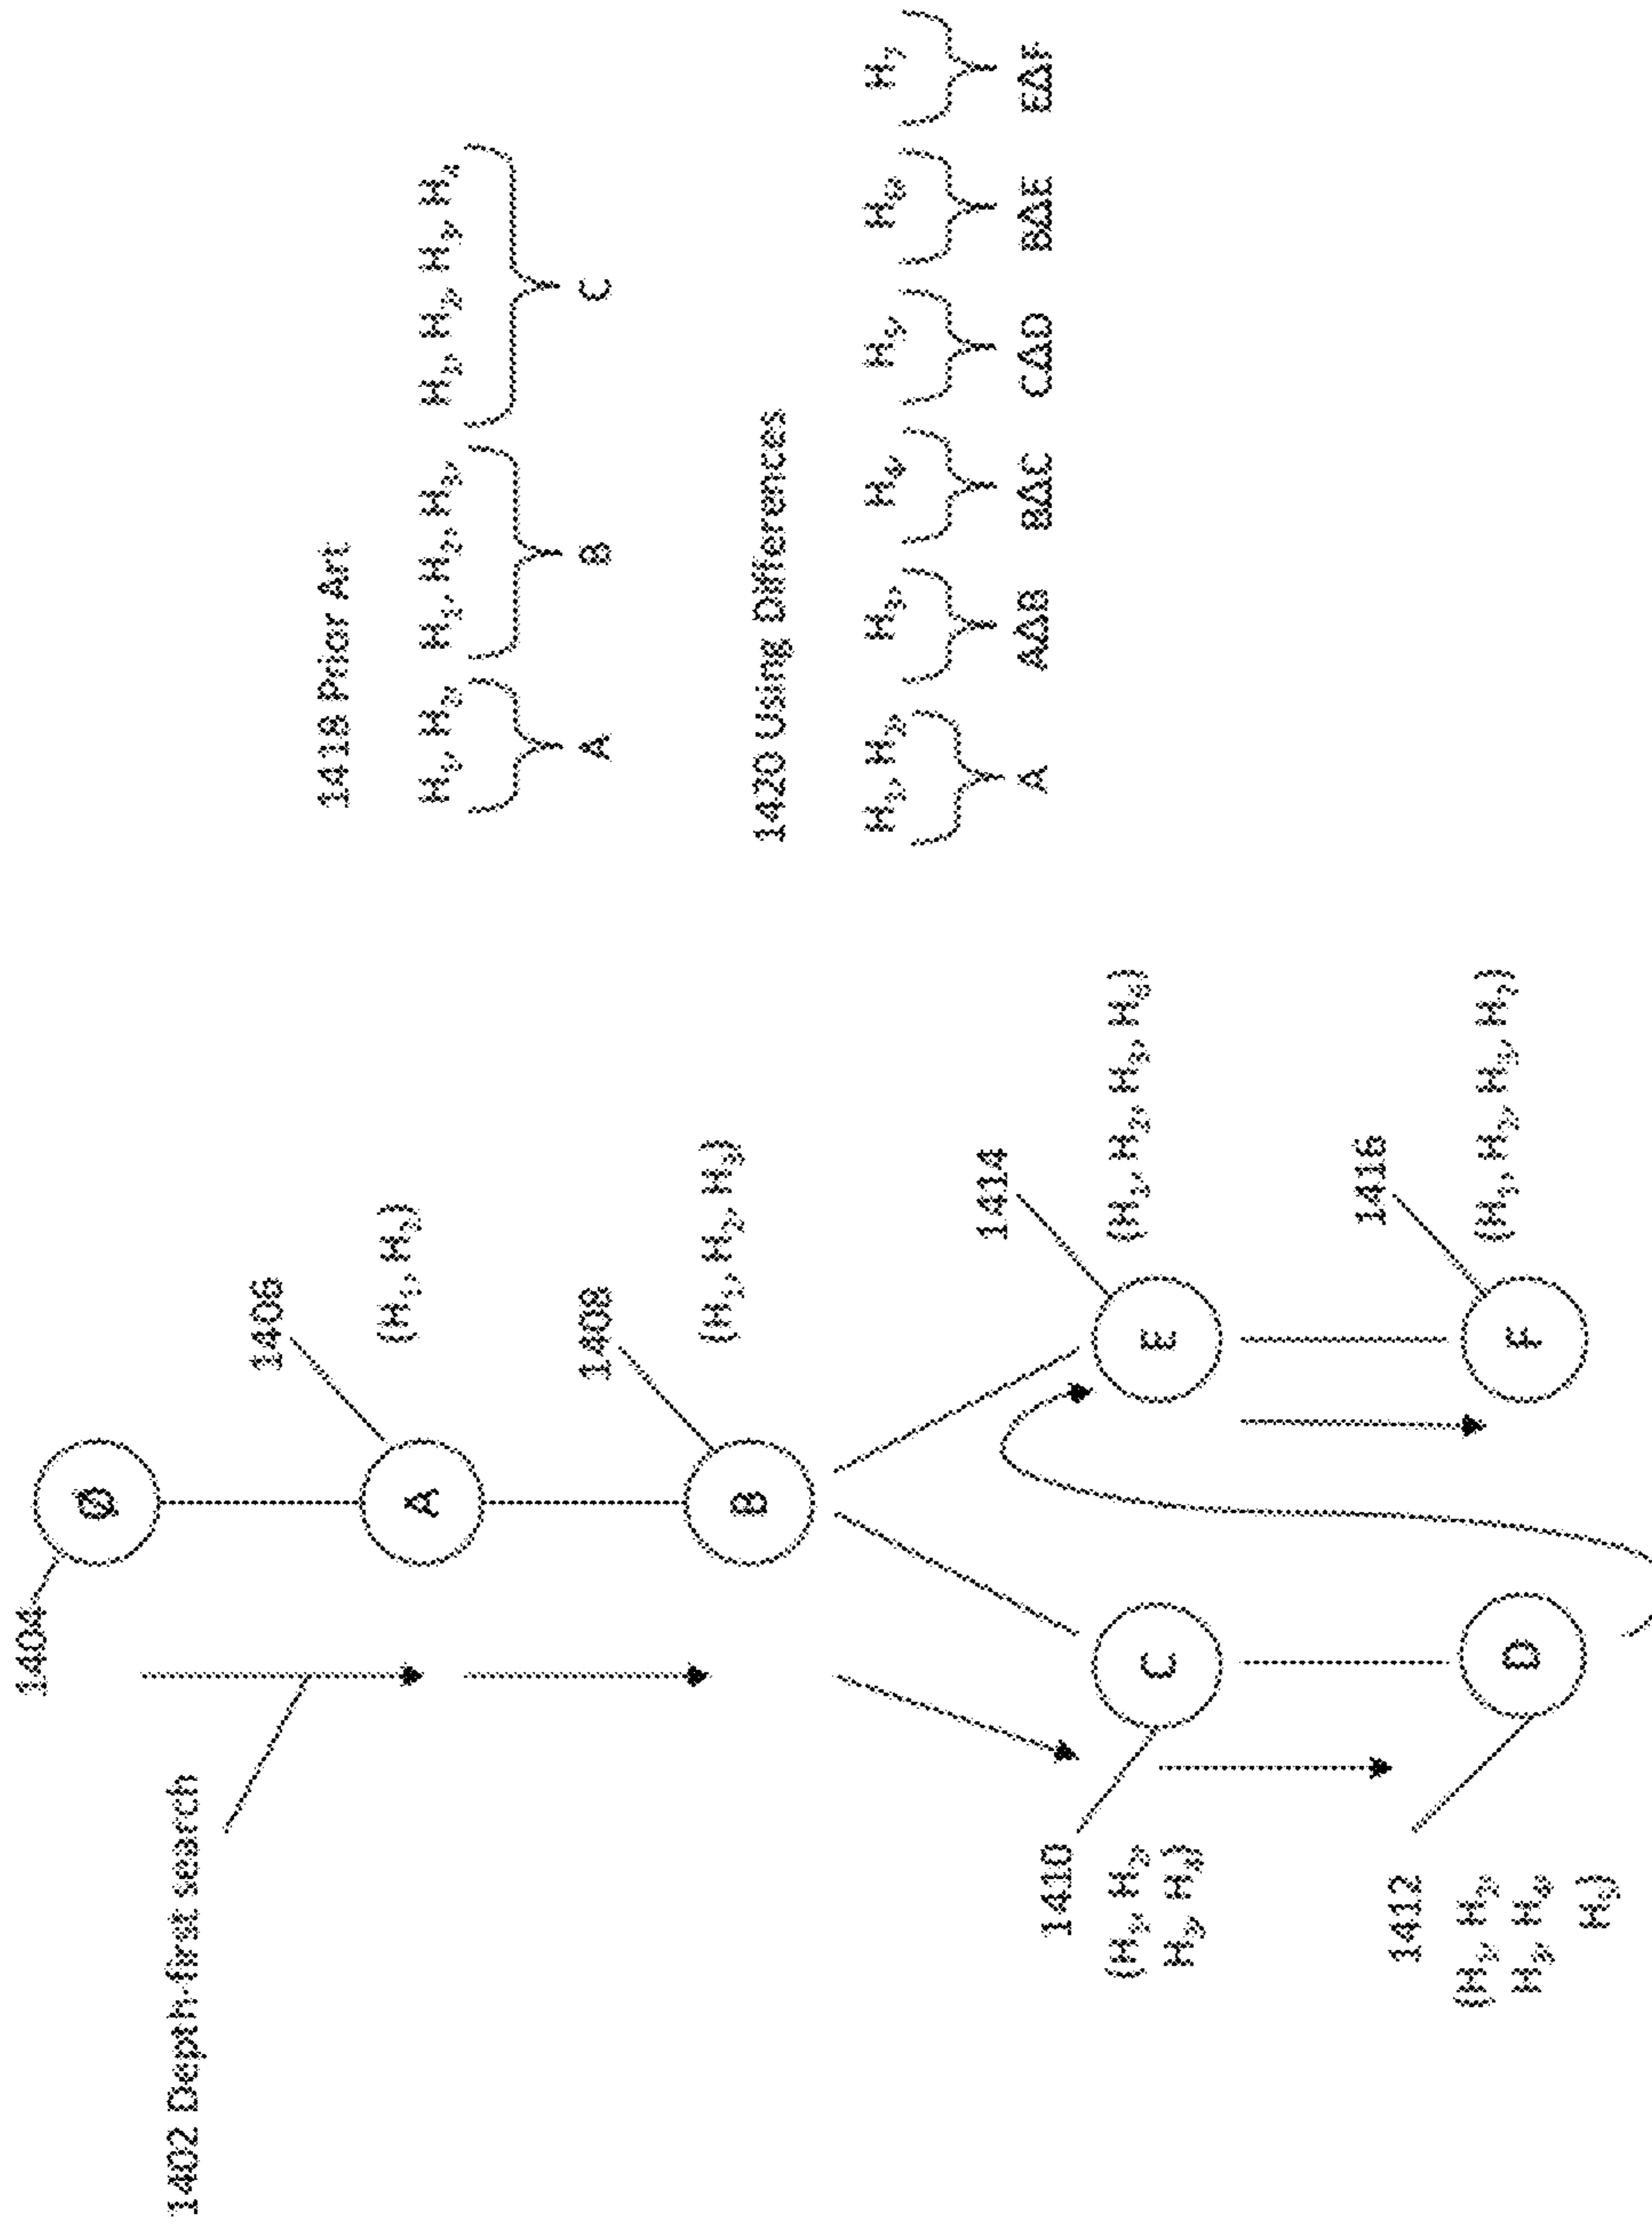 1402 Depth-first search
1404
Ø
1406
A
(H₁, H₂)
1408
B
(H₁, H₂, H₃)
1410
(H₁, H₂,
H₃, H₄)
C
1414
E
(H₁, H₂, H₃, H₆)
1412
(H₁, H₂,
H₃, H₄,
H₅)
D
1416
F
(H₁, H₂, H₃, H₇)
1418 Prior Art
H₁, H₂ H₁, H₂, H₃, H₁, H₂, H₃, H₄
A B C
1420 Using Differences
H₁, H₂, H₃, H₄, H₅, H₆, H₇
A AΔB BΔC CΔD BΔE EΔF